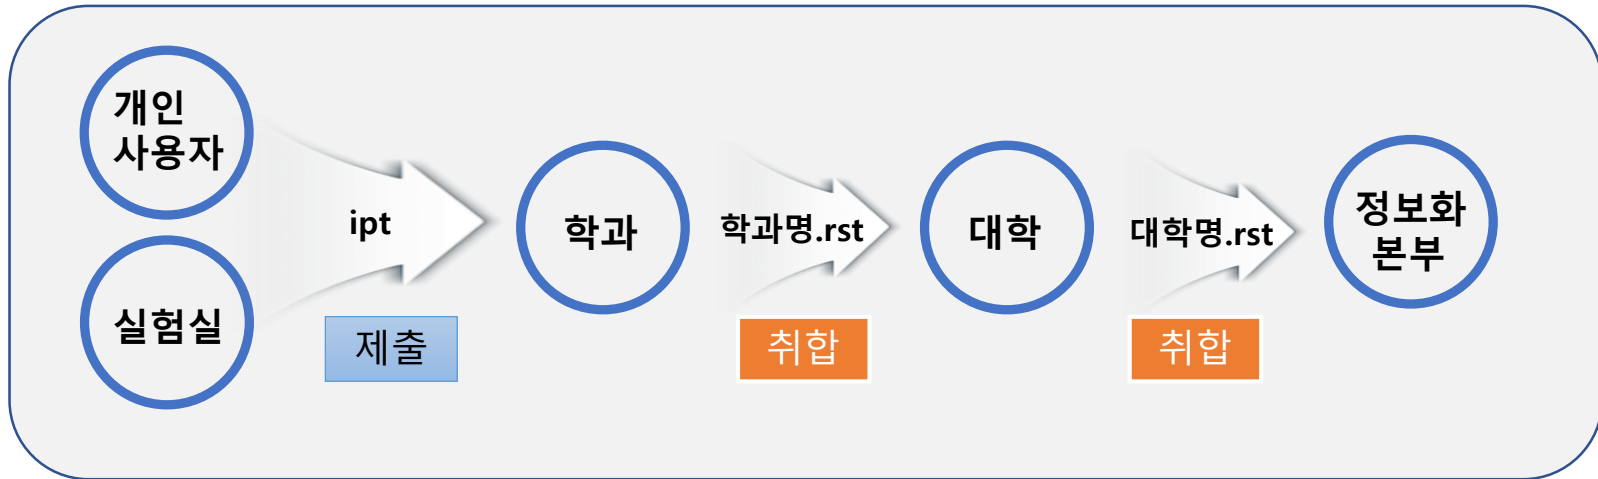 개인
사용자
실험실
ipt
제출
학과
학과명.rst
취합
대학
대학명.rst
취합
정보화
본부